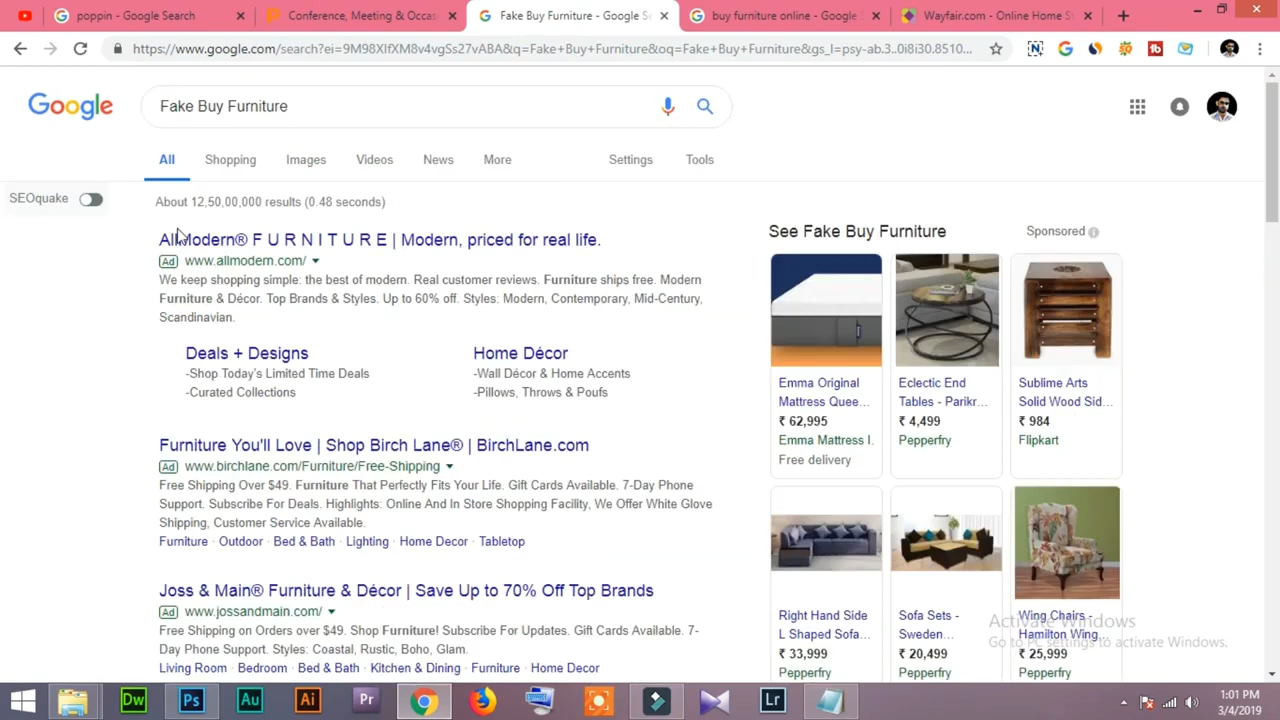 poppin - Google Search
Conference, Meeting & Occas
Fake Buy Furniture - Google Se
buy furniture online - Google S
Wayfair.com - Online Home St
https://www.google.com/search?ei=9M98XIfXM8v4vgSs27vABA&q=Fake+Buy+Furniture&oq=Fake+Buy+Furniture&gs_l=psy-ab.3..0i8i30.8510...
Google
Fake Buy Furniture
All Shopping Images Videos News More Settings Tools
SEOquake
About 12,50,00,000 results (0.48 seconds)
AllModern® F U R N I T U R E | Modern, priced for real life.
Ad www.allmodern.com/
We keep shopping simple: the best of modern. Real customer reviews. Furniture ships free. Modern
Furniture & Décor. Top Brands & Styles. Up to 60% off. Styles: Modern, Contemporary, Mid-Century,
Scandinavian.
Deals + Designs
-Shop Today's Limited Time Deals
-Curated Collections
Home Décor
-Wall Décor & Home Accents
-Pillows, Throws & Poufs
Furniture You'll Love | Shop Birch Lane® | BirchLane.com
Ad www.birchlane.com/Furniture/Free-Shipping
Free Shipping Over $49. Furniture That Perfectly Fits Your Life. Gift Cards Available. 7-Day Phone
Support. Subscribe For Deals. Highlights: Online And In Store Shopping Facility, We Offer White Glove
Shipping, Customer Service Available.
Furniture · Outdoor · Bed & Bath · Lighting · Home Decor · Tabletop
Joss & Main® Furniture & Décor | Save Up to 70% Off Top Brands
Ad www.jossandmain.com/
Free Shipping on Orders over $49. Shop Furniture! Subscribe For Updates. Gift Cards Available. 7-
Day Phone Support. Styles: Coastal, Rustic, Boho, Glam.
Living Room · Bedroom · Bed & Bath · Kitchen & Dining · Furniture · Home Decor
See Fake Buy Furniture
Sponsored
Emma Original
Mattress Quee...
₹ 62,995
Emma Mattress I.
Free delivery
Eclectic End
Tables - Parikr...
₹ 4,499
Pepperfry
Sublime Arts
Solid Wood Sid...
₹ 984
Flipkart
Right Hand Side
L Shaped Sofa...
₹ 33,999
Pepperfry
Sofa Sets -
Sweden...
₹ 20,499
Pepperfry
Wing Chairs -
Hamilton Wing...
₹ 25,999
Pepperfry
Activate Windows
Go to PC settings to activate Windows.
Dw
Ps
Au
Ai
Pr
Lr
1:01 PM
3/4/2019